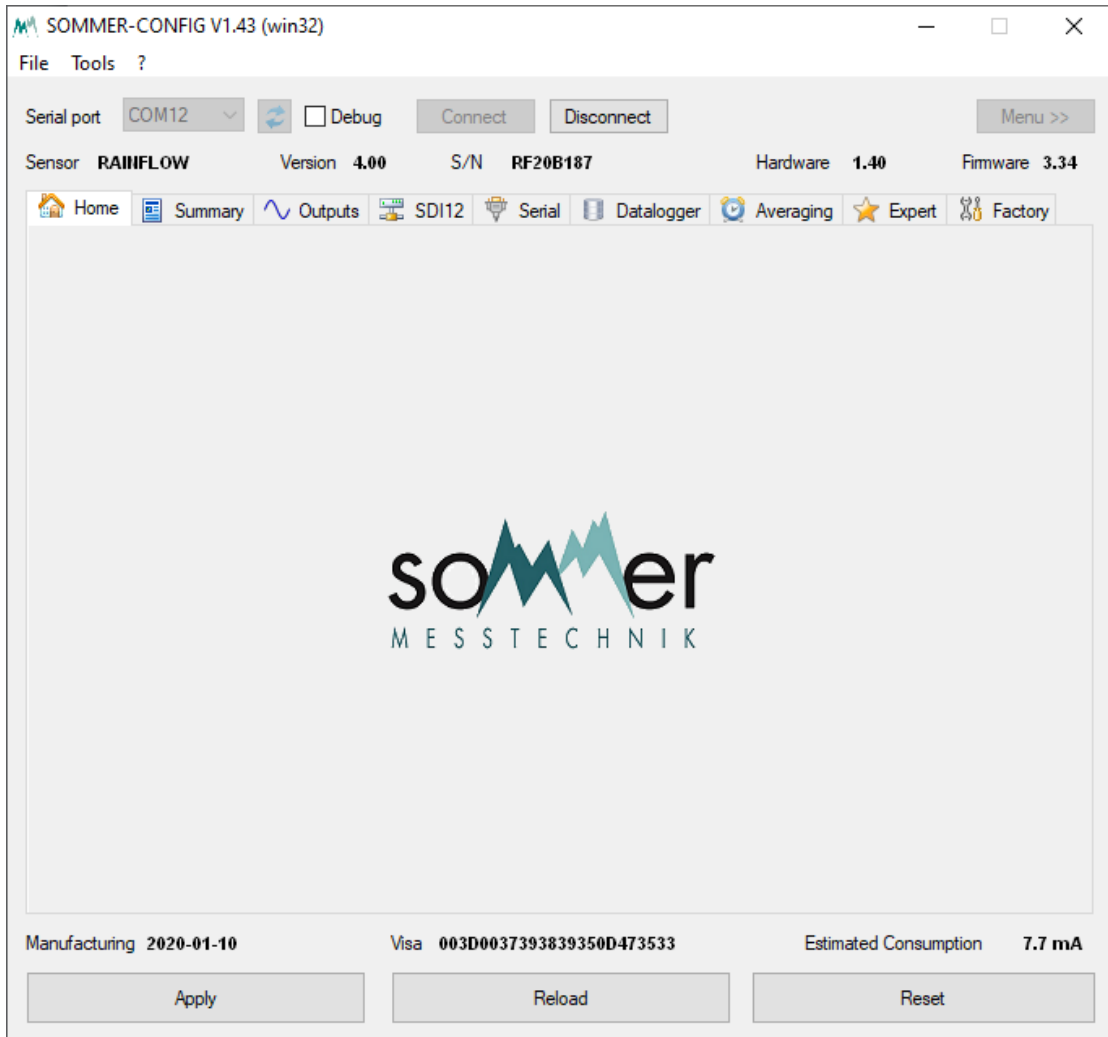 SOMMER-CONFIG V1.43 (win32)
File Tools ?
Serial port COM12 Debug Connect Disconnect Menu >>
Sensor RAINFLOW Version 4.00 S/N RF20B187 Hardware 1.40 Firmware 3.34
Home Summary Outputs SDI12 Serial Datalogger Averaging Expert Factory
sommer
MESSTECHNIK
Manufacturing 2020-01-10 Visa 003D0037393839350D473533 Estimated Consumption 7.7 mA
Apply Reload Reset